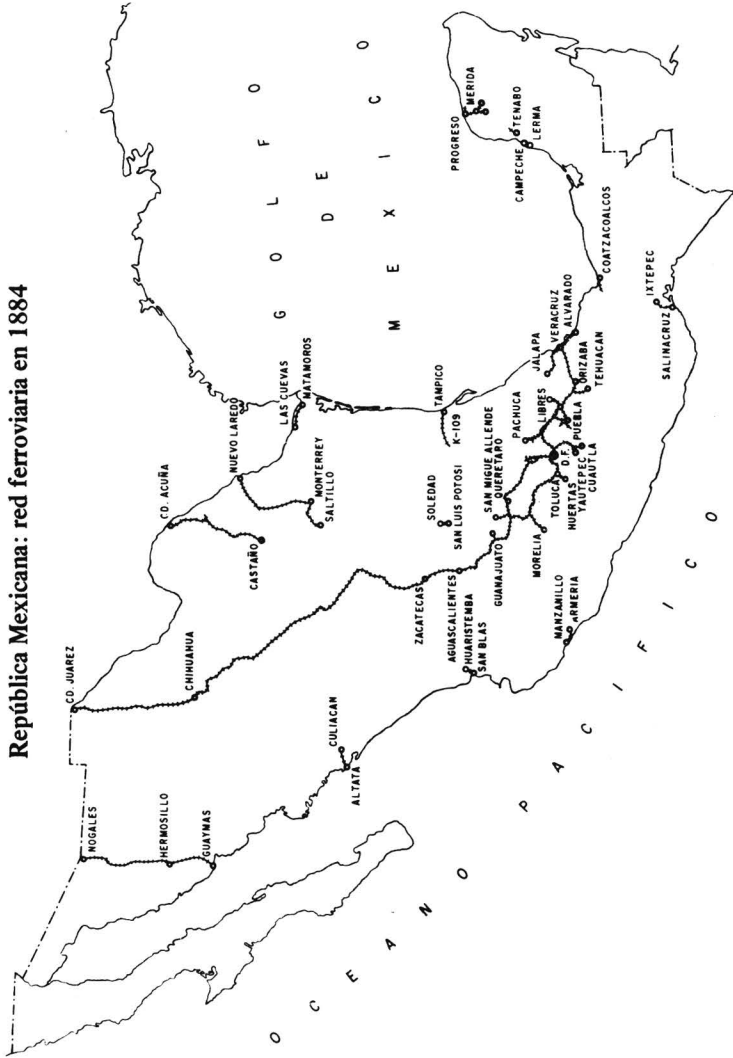 República Mexicana: red ferroviaria en 1884
NOGALES
HERMOSILLO
GUAYMAS
CD. JUAREZ
CHIHUAHUA
CD. ACUÑA
CASTAÑO
NUEVO LAREDO
MONTERREY
SALTILLO
LAS CUEVAS
MATAMOROS
GOLFO
DE
MEXICO
CULIACAN
ALTATA
ZACATECAS
AGUASCALIENTES
HUARISTEMBA
SAN BLAS
SOLEDAD
SAN LUIS POTOSI
TAMPICO
K-109
GUANAJUATO
SAN MIGUE ALLENDE
QUERETARO
MORELIA
TOLUCA
HUERTAS
D.F.
YAUTEPEC
CUAUTLA
PACHUCA
LIBRES
PUEBLA
JALAPA
VERACRUZ
ALVARADO
ORIZABA
TEHUACAN
MANZANILLO
ARMERIA
COATZACOALCOS
IXTEPEC
SALINACRUZ
PROGRESO
MERIDA
CAMPECHE
TENABO
LERMA
OCEANO PACIFICO